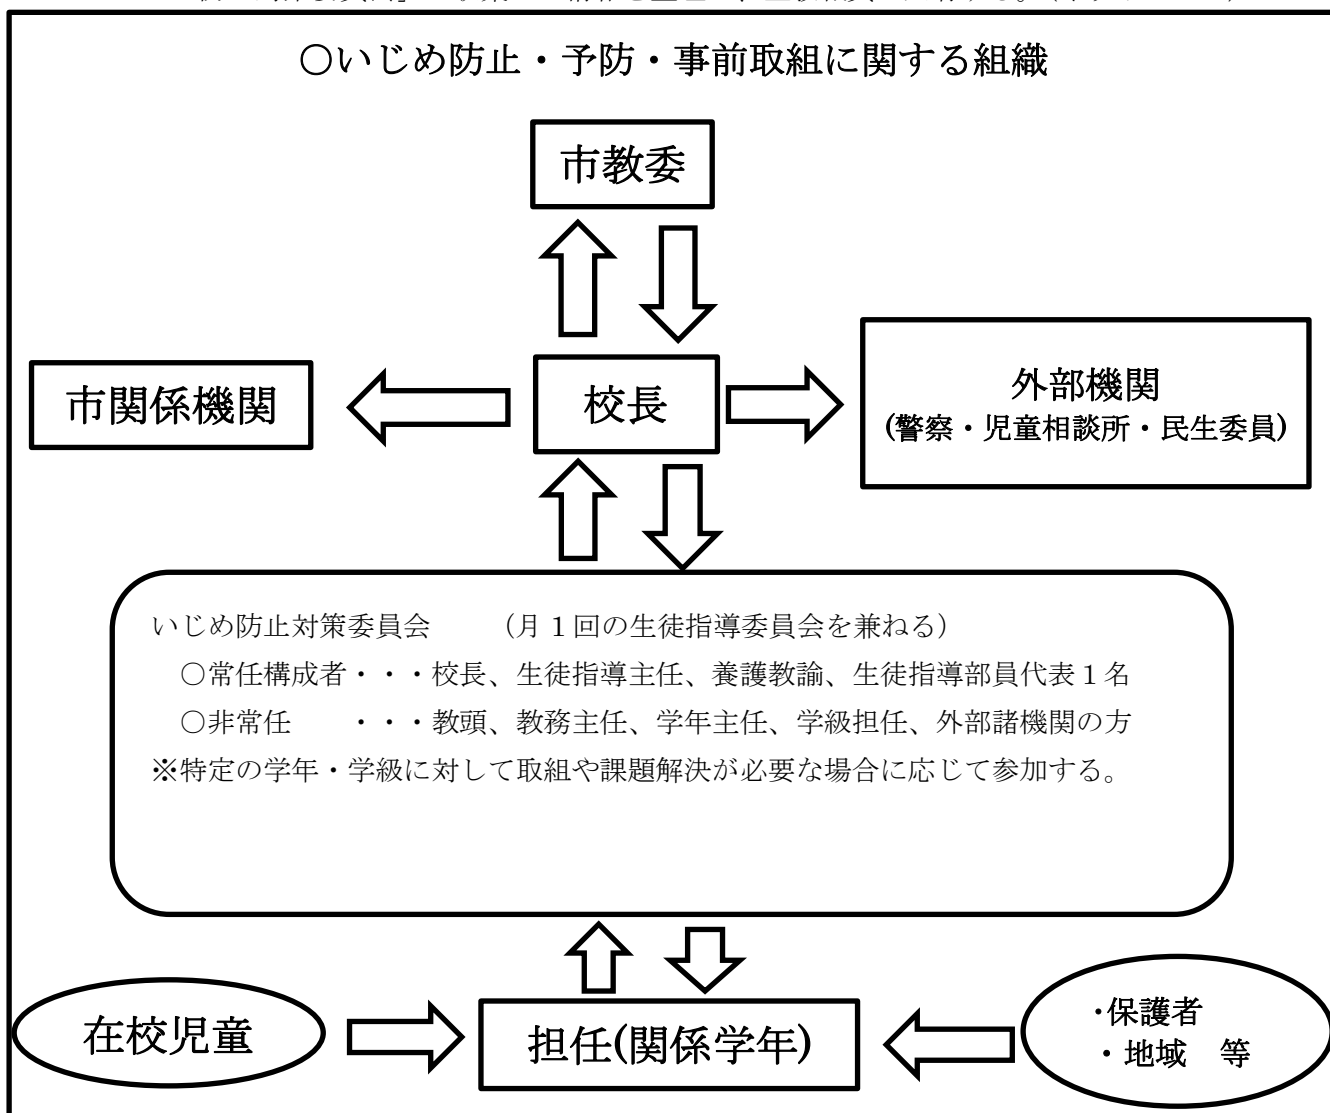 ○いじめ防止・予防・事前取組に関する組織
市教委
市関係機関
校長
外部機関
(警察・児童相談所・民生委員)
いじめ防止対策委員会　　（月１回の生徒指導委員会を兼ねる）
○常任構成者・・・校長、生徒指導主任、養護教諭、生徒指導部員代表１名
○非常任　　・・・教頭、教務主任、学年主任、学級担任、外部諸機関の方
※特定の学年・学級に対して取組や課題解決が必要な場合に応じて参加する。
在校児童
担任(関係学年)
・保護者
・地域　等